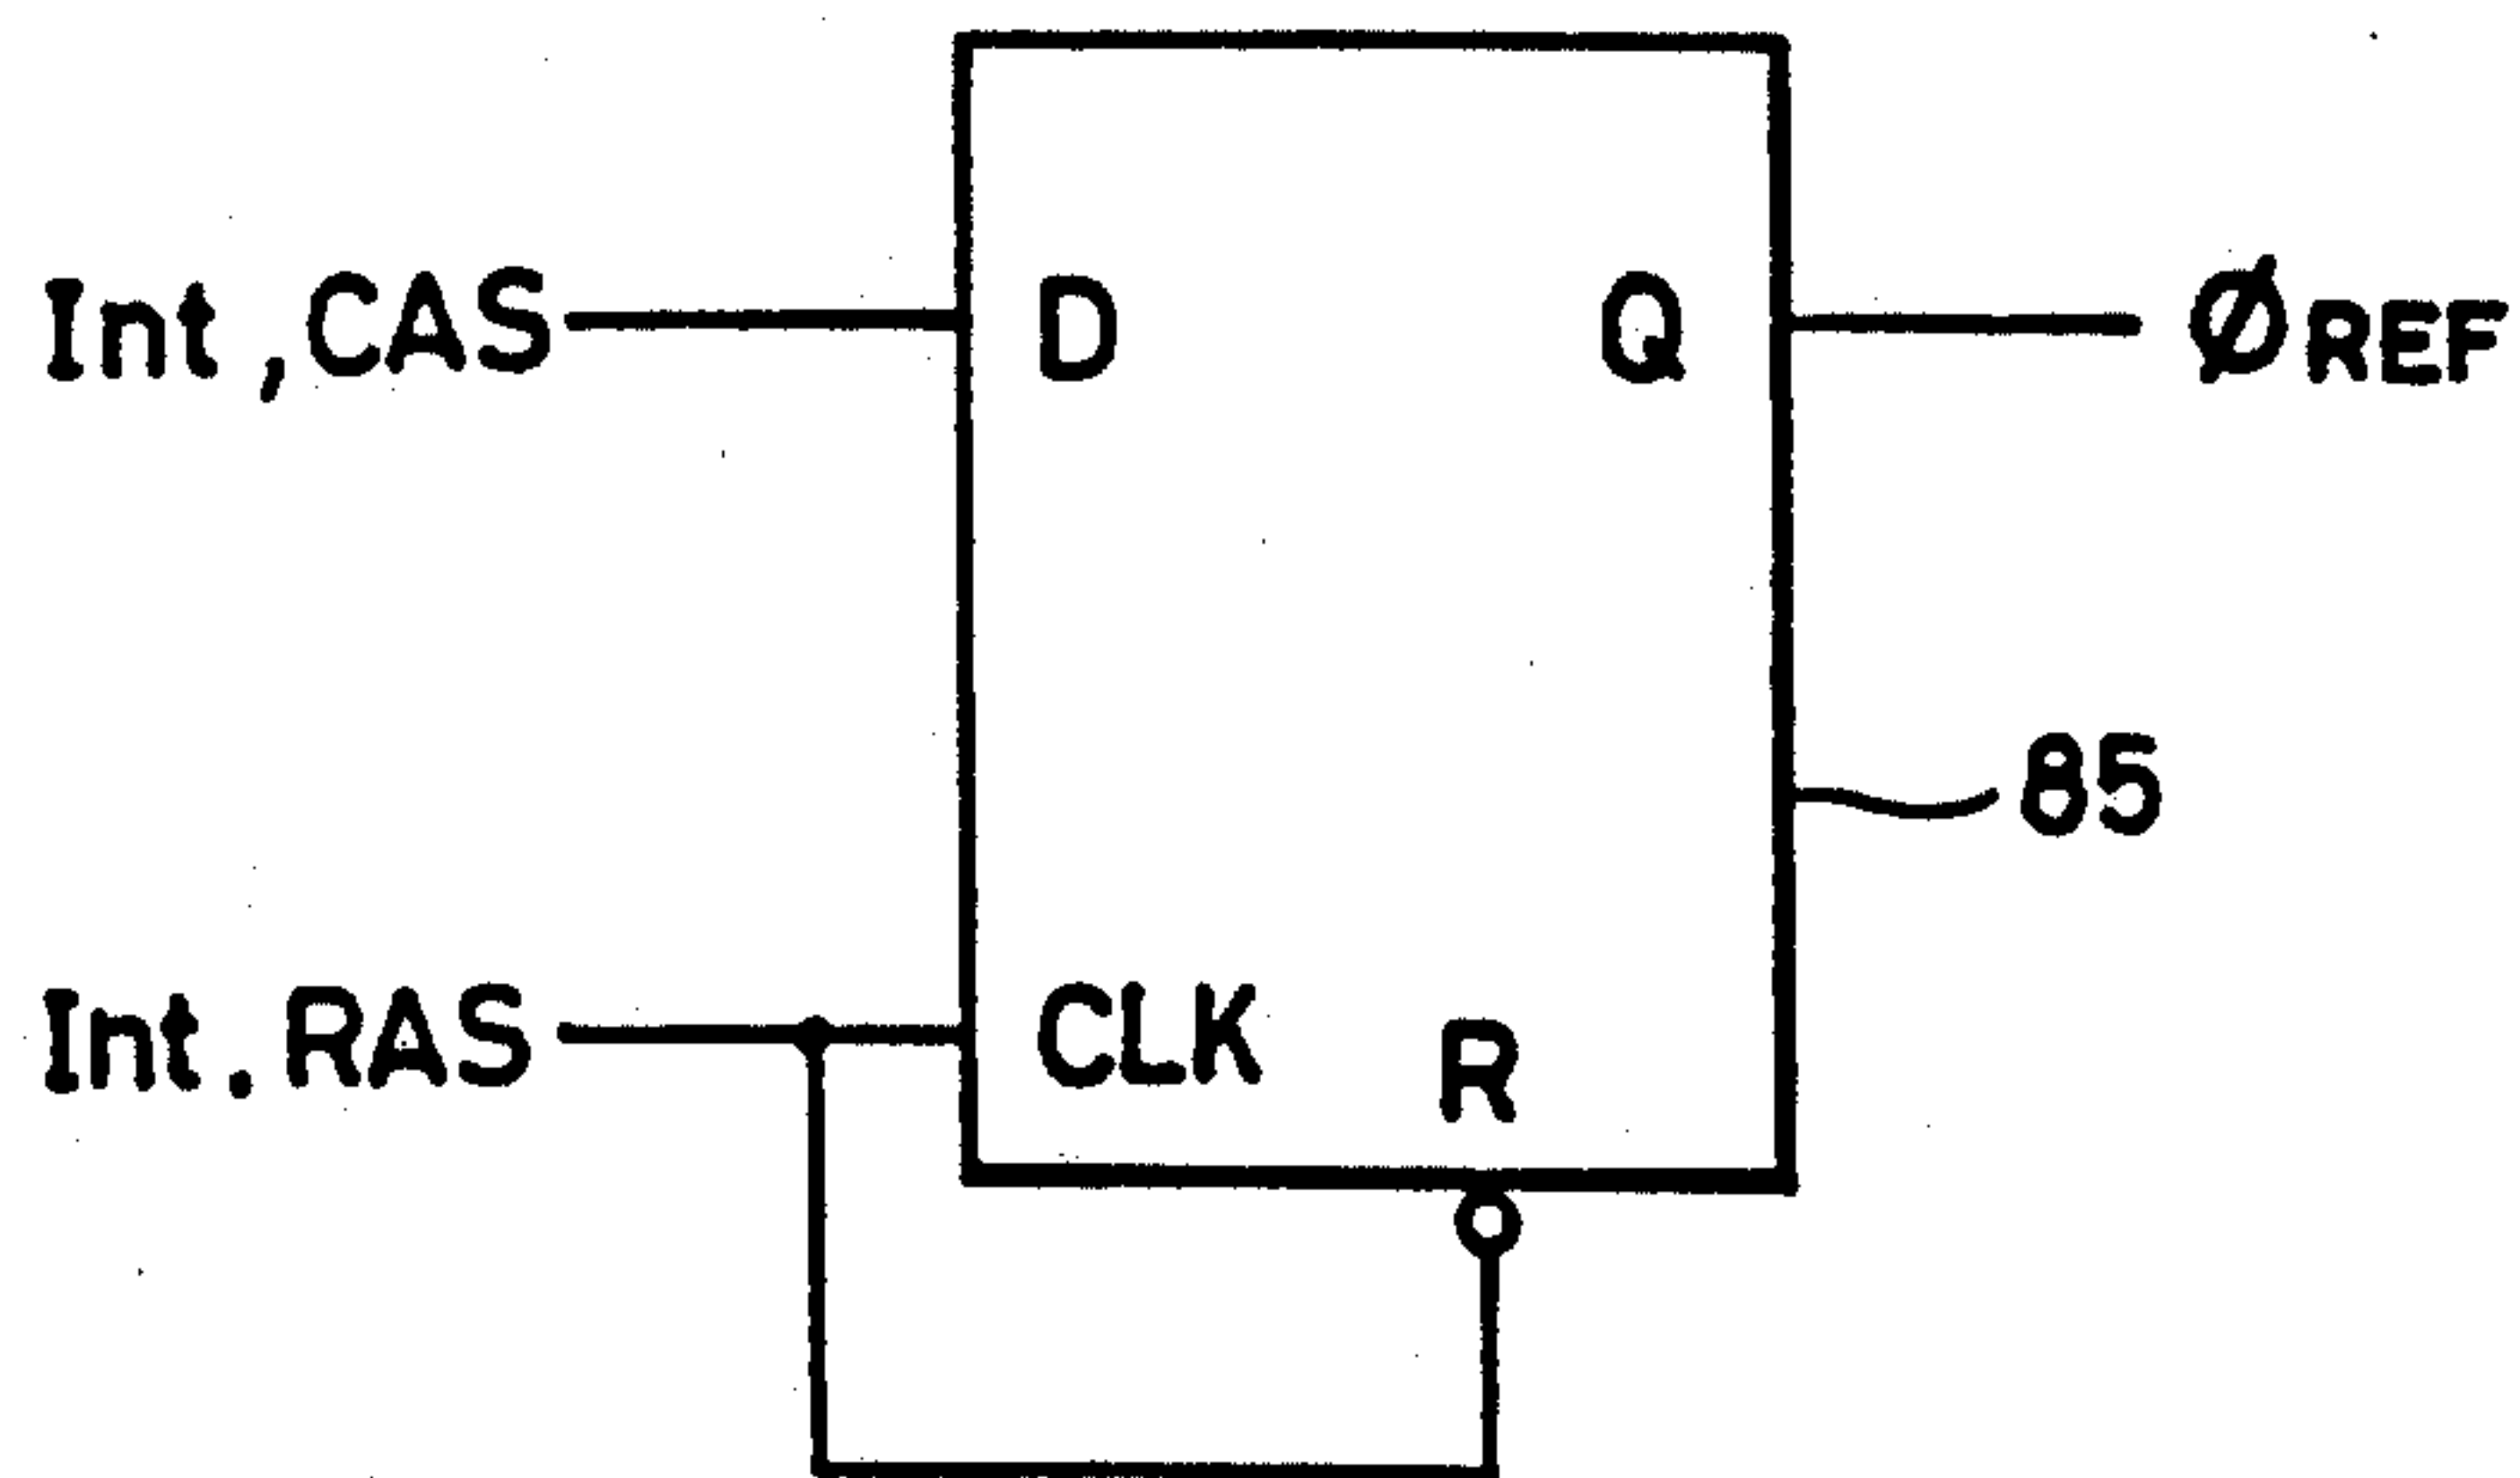 Int,CAS
D
Q
ØREF
85
Int.RAS
CLK
R